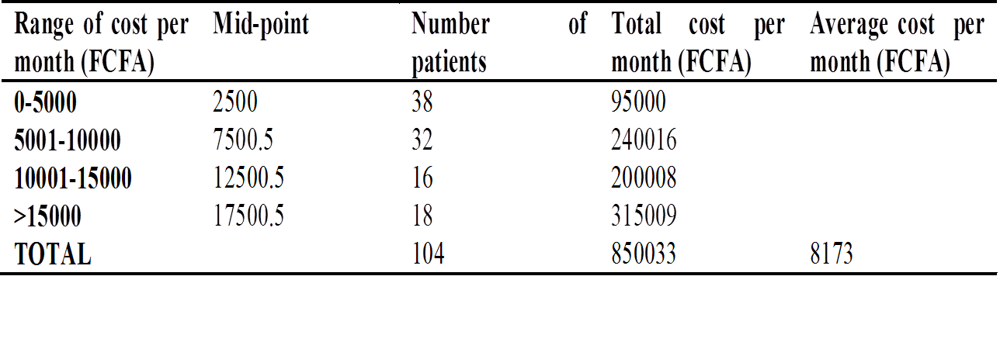 Range of cost per month (FCFA) Mid-point Number of patients Total cost per month (FCFA) Average cost per month (FCFA)
0-5000 2500 38 95000
5001-10000 7500.5 32 240016
10001-15000 12500.5 16 200008
>15000 17500.5 18 315009
TOTAL 104 850033 8173